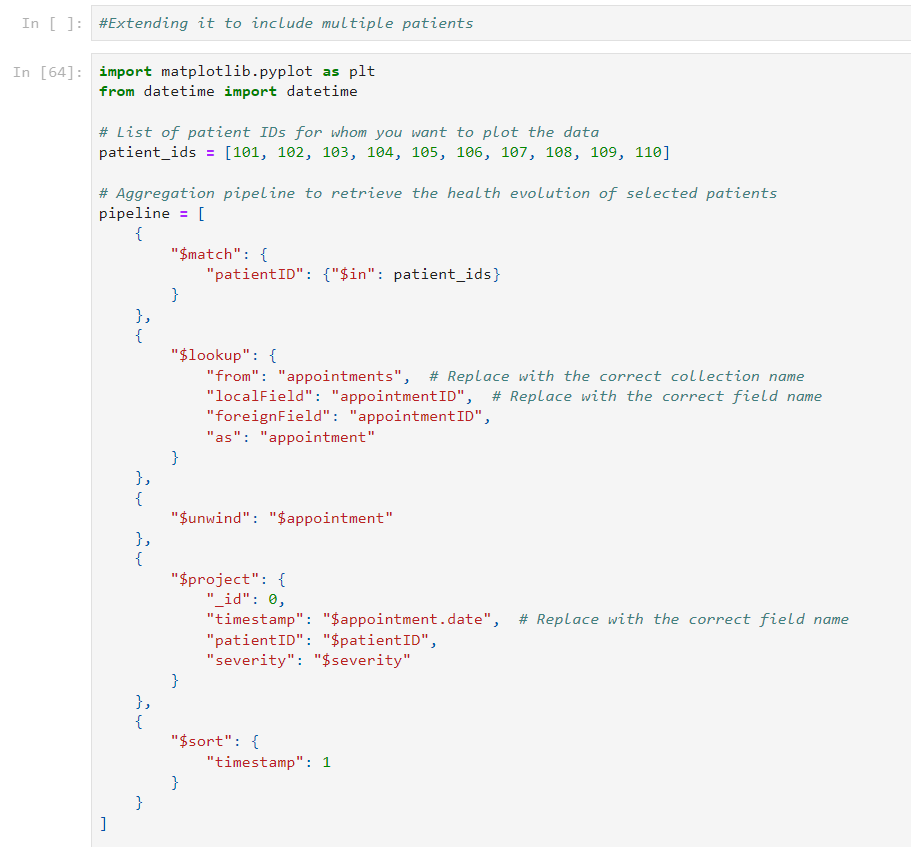 In [ ]: #Extending it to include multiple patients
In [64]: import matplotlib.pyplot as plt
from datetime import datetime

# List of patient IDs for whom you want to plot the data
patient_ids = [101, 102, 103, 104, 105, 106, 107, 108, 109, 110]

# Aggregation pipeline to retrieve the health evolution of selected patients
pipeline = [
    {
        "$match": {
            "patientID": {"$in": patient_ids}
        }
    },
    {
        "$lookup": {
            "from": "appointments",  # Replace with the correct collection name
            "localField": "appointmentID",  # Replace with the correct field name
            "foreignField": "appointmentID",
            "as": "appointment"
        }
    },
    {
        "$unwind": "$appointment"
    },
    {
        "$project": {
            "_id": 0,
            "timestamp": "$appointment.date",  # Replace with the correct field name
            "patientID": "$patientID",
            "severity": "$severity"
        }
    },
    {
        "$sort": {
            "timestamp": 1
        }
    }
]